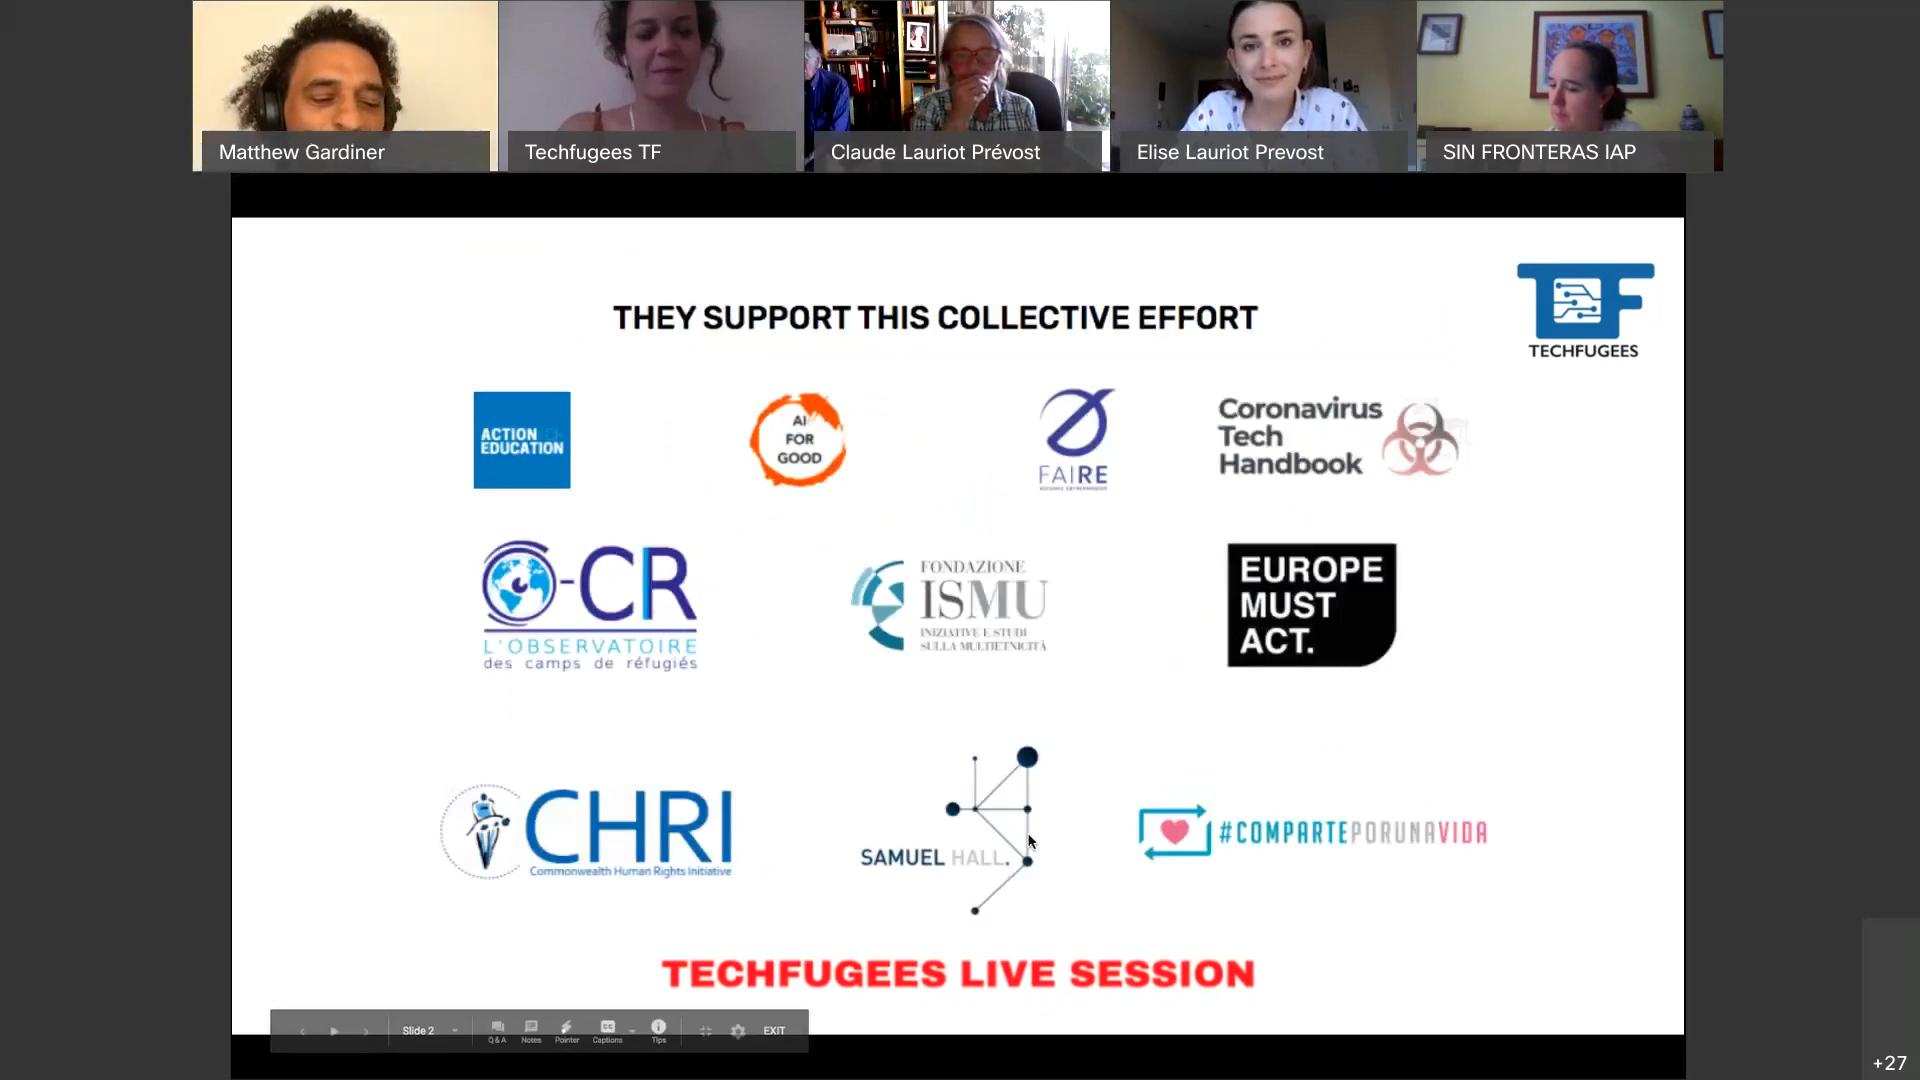 Matthew Gardiner
Techfugees TF
Claude Lauriot Prévost
Elise Lauriot Prevost
SIN FRONTERAS IAP
THEY SUPPORT THIS COLLECTIVE EFFORT
TECHFUGEES
ACTION
EDUCATION
AI
FOR
GOOD
FAIRE
Coronavirus
Tech
Handbook
O-CR
L'OBSERVATOIRE
des camps de réfugiés
FONDAZIONE
ISMU
INIZIATIVE E STUDI
SULLA MULTIETNICITÀ
EUROPE
MUST
ACT.
CHRI
Commonwealth Human Rights Initiative
SAMUEL HALL.
#COMPARTEPORUNAVIDA
TECHFUGEES LIVE SESSION
Slide 2
Q & A
Notes
Pointer
CC
Captions
Tips
EXIT
+27